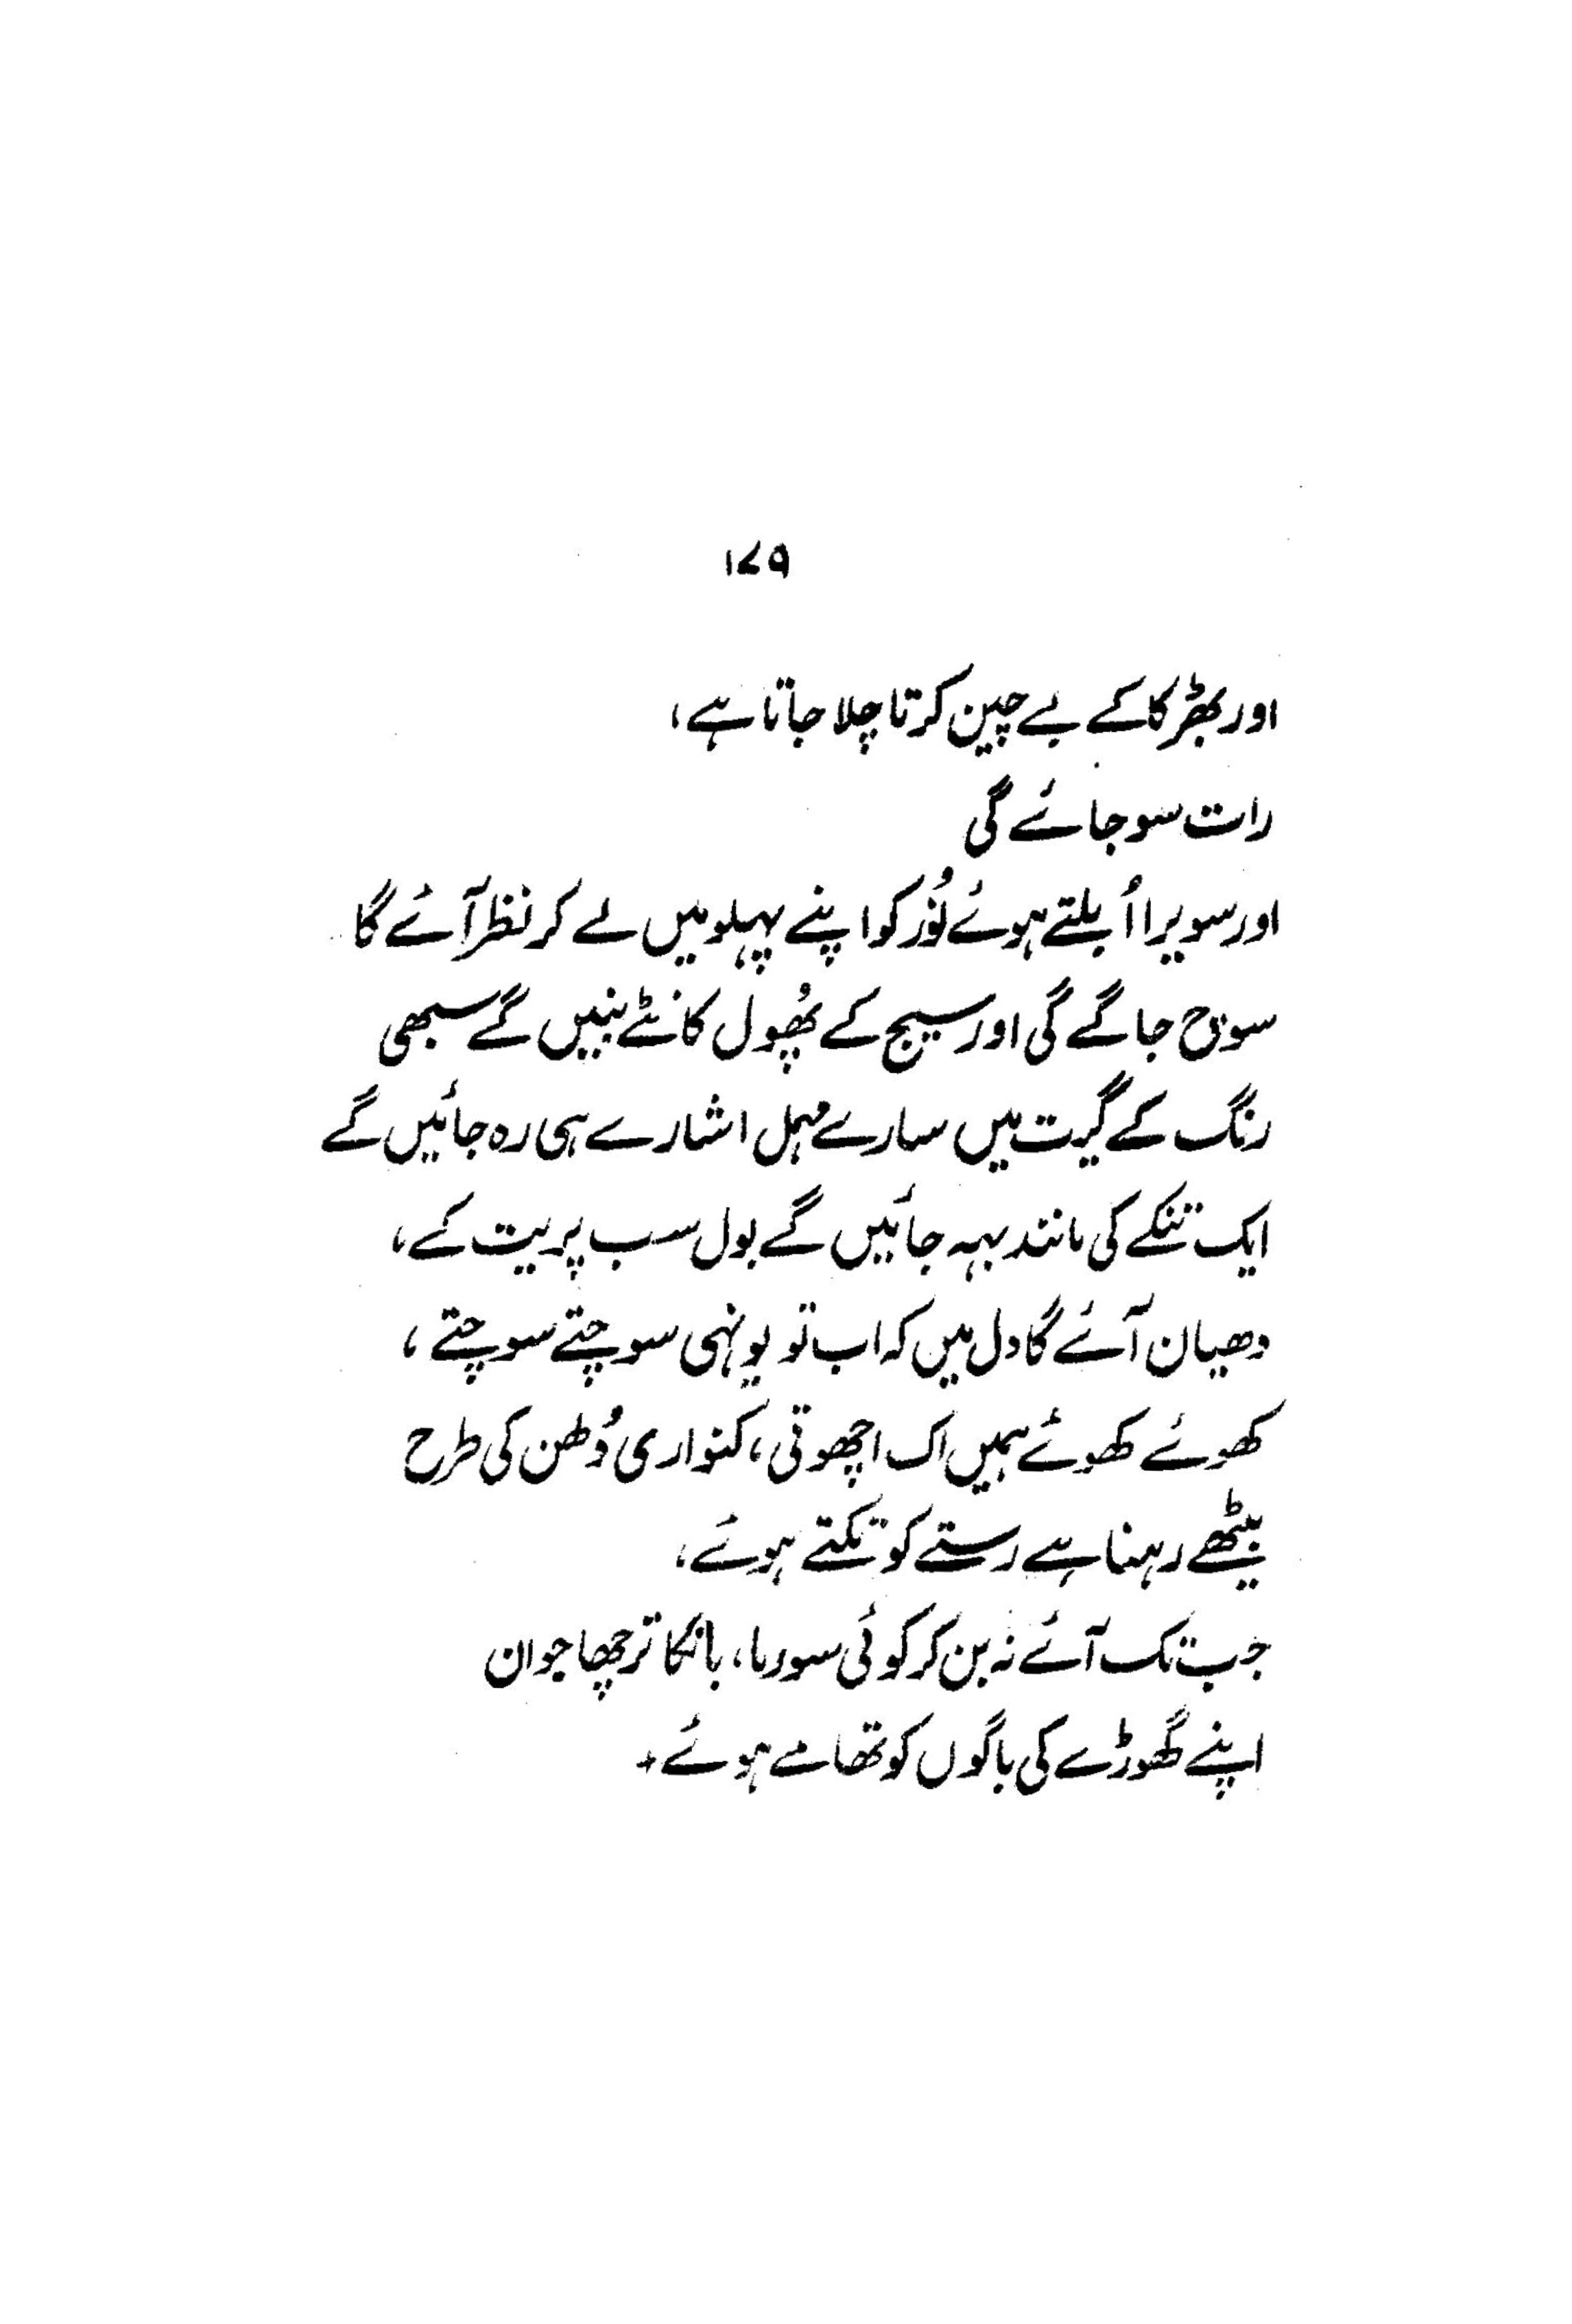 ۱۷۹
اور بھڑکا کے بے چین کرتا چلا جاتا ہے،
رات سو جائے گی
اور سویرا اُبلتے ہوئے نُور کو اپنے پہلو میں لے کر نظر آئے گا
سوچ جاگے گی اور سیج کے پُھول کانٹے بنیں گے سبھی
رنگ کے گیت میں سارے مہمل اشارے ہی رہ جائیں گے
ایک تنکے کی مانند بہہ جائیں گے بول سب پریت کے،
دھیان آئے گا دل میں کہ اب تو یونہی سوچتے سوچتے،
کھوئے کھوئے ہمیں اک اچھوتی، کنواری دُلھن کی طرح
بیٹھے رہنا ہے رستے کو تکتے ہوئے،
جب تک آئے نہ بن کر کوئی سورما، بانکا ترچھا جوان
اپنے گھوڑے کی باگوں کو تھامے ہوئے۔